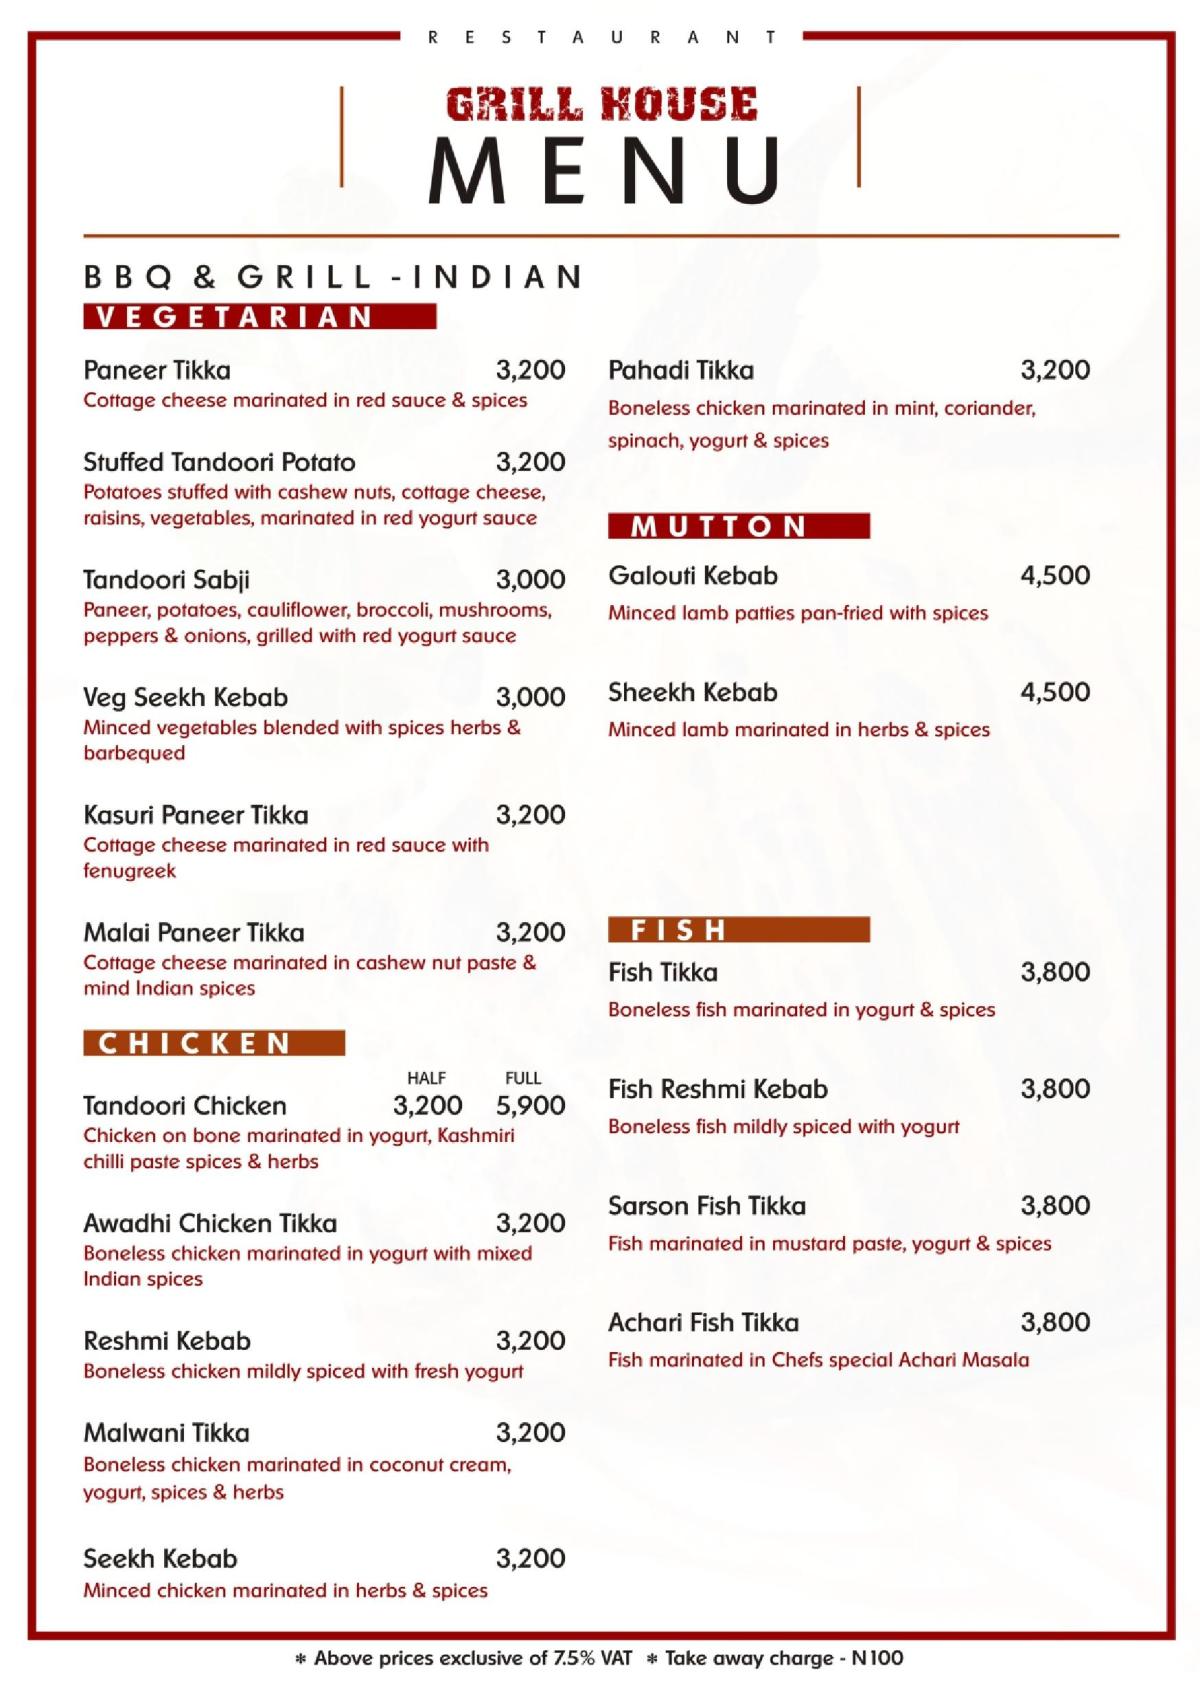 RESTAURANT
GRILL HOUSE
MENU
BBQ & GRILL - INDIAN
VEGETARIAN
Paneer Tikka 3,200
Cottage cheese marinated in red sauce & spices
Stuffed Tandoori Potato 3,200
Potatoes stuffed with cashew nuts, cottage cheese,
raisins, vegetables, marinated in red yogurt sauce
Tandoori Sabji 3,000
Paneer, potatoes, cauliflower, broccoli, mushrooms,
peppers & onions, grilled with red yogurt sauce
Veg Seekh Kebab 3,000
Minced vegetables blended with spices herbs &
barbequed
Kasuri Paneer Tikka 3,200
Cottage cheese marinated in red sauce with
fenugreek
Malai Paneer Tikka 3,200
Cottage cheese marinated in cashew nut paste &
mind Indian spices
CHICKEN
HALF FULL
Tandoori Chicken 3,200 5,900
Chicken on bone marinated in yogurt, Kashmiri
chilli paste spices & herbs
Awadhi Chicken Tikka 3,200
Boneless chicken marinated in yogurt with mixed
Indian spices
Reshmi Kebab 3,200
Boneless chicken mildly spiced with fresh yogurt
Malwani Tikka 3,200
Boneless chicken marinated in coconut cream,
yogurt, spices & herbs
Seekh Kebab 3,200
Minced chicken marinated in herbs & spices
Pahadi Tikka 3,200
Boneless chicken marinated in mint, coriander,
spinach, yogurt & spices
MUTTON
Galouti Kebab 4,500
Minced lamb patties pan-fried with spices
Sheekh Kebab 4,500
Minced lamb marinated in herbs & spices
FISH
Fish Tikka 3,800
Boneless fish marinated in yogurt & spices
Fish Reshmi Kebab 3,800
Boneless fish mildly spiced with yogurt
Sarson Fish Tikka 3,800
Fish marinated in mustard paste, yogurt & spices
Achari Fish Tikka 3,800
Fish marinated in Chefs special Achari Masala
* Above prices exclusive of 7.5% VAT * Take away charge - N100